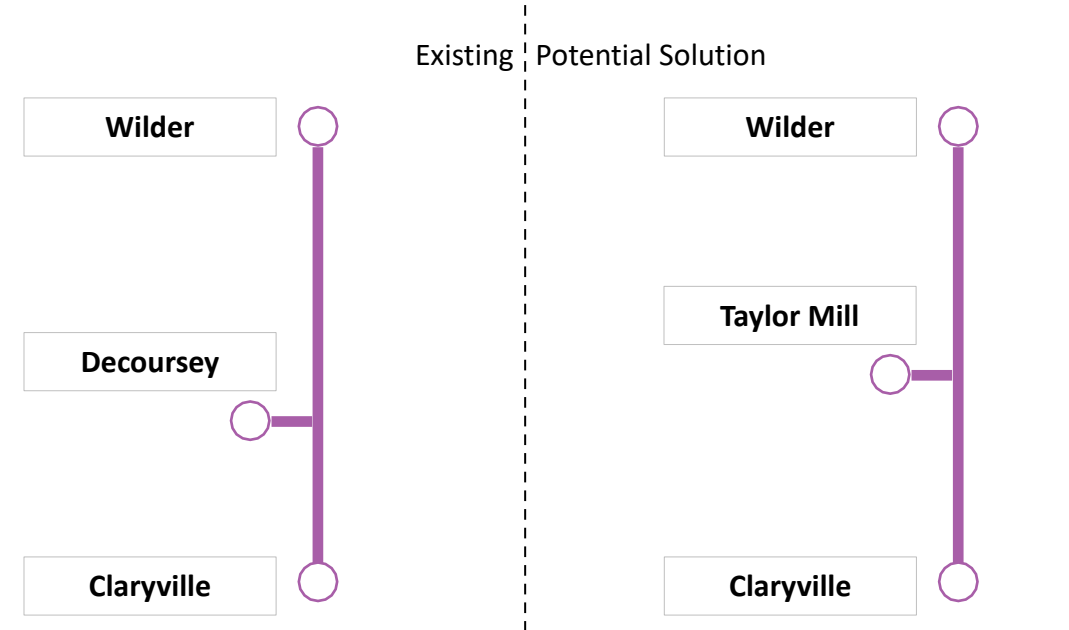 Existing
Potential Solution
Wilder
Decoursey
Claryville
Wilder
Taylor Mill
Claryville